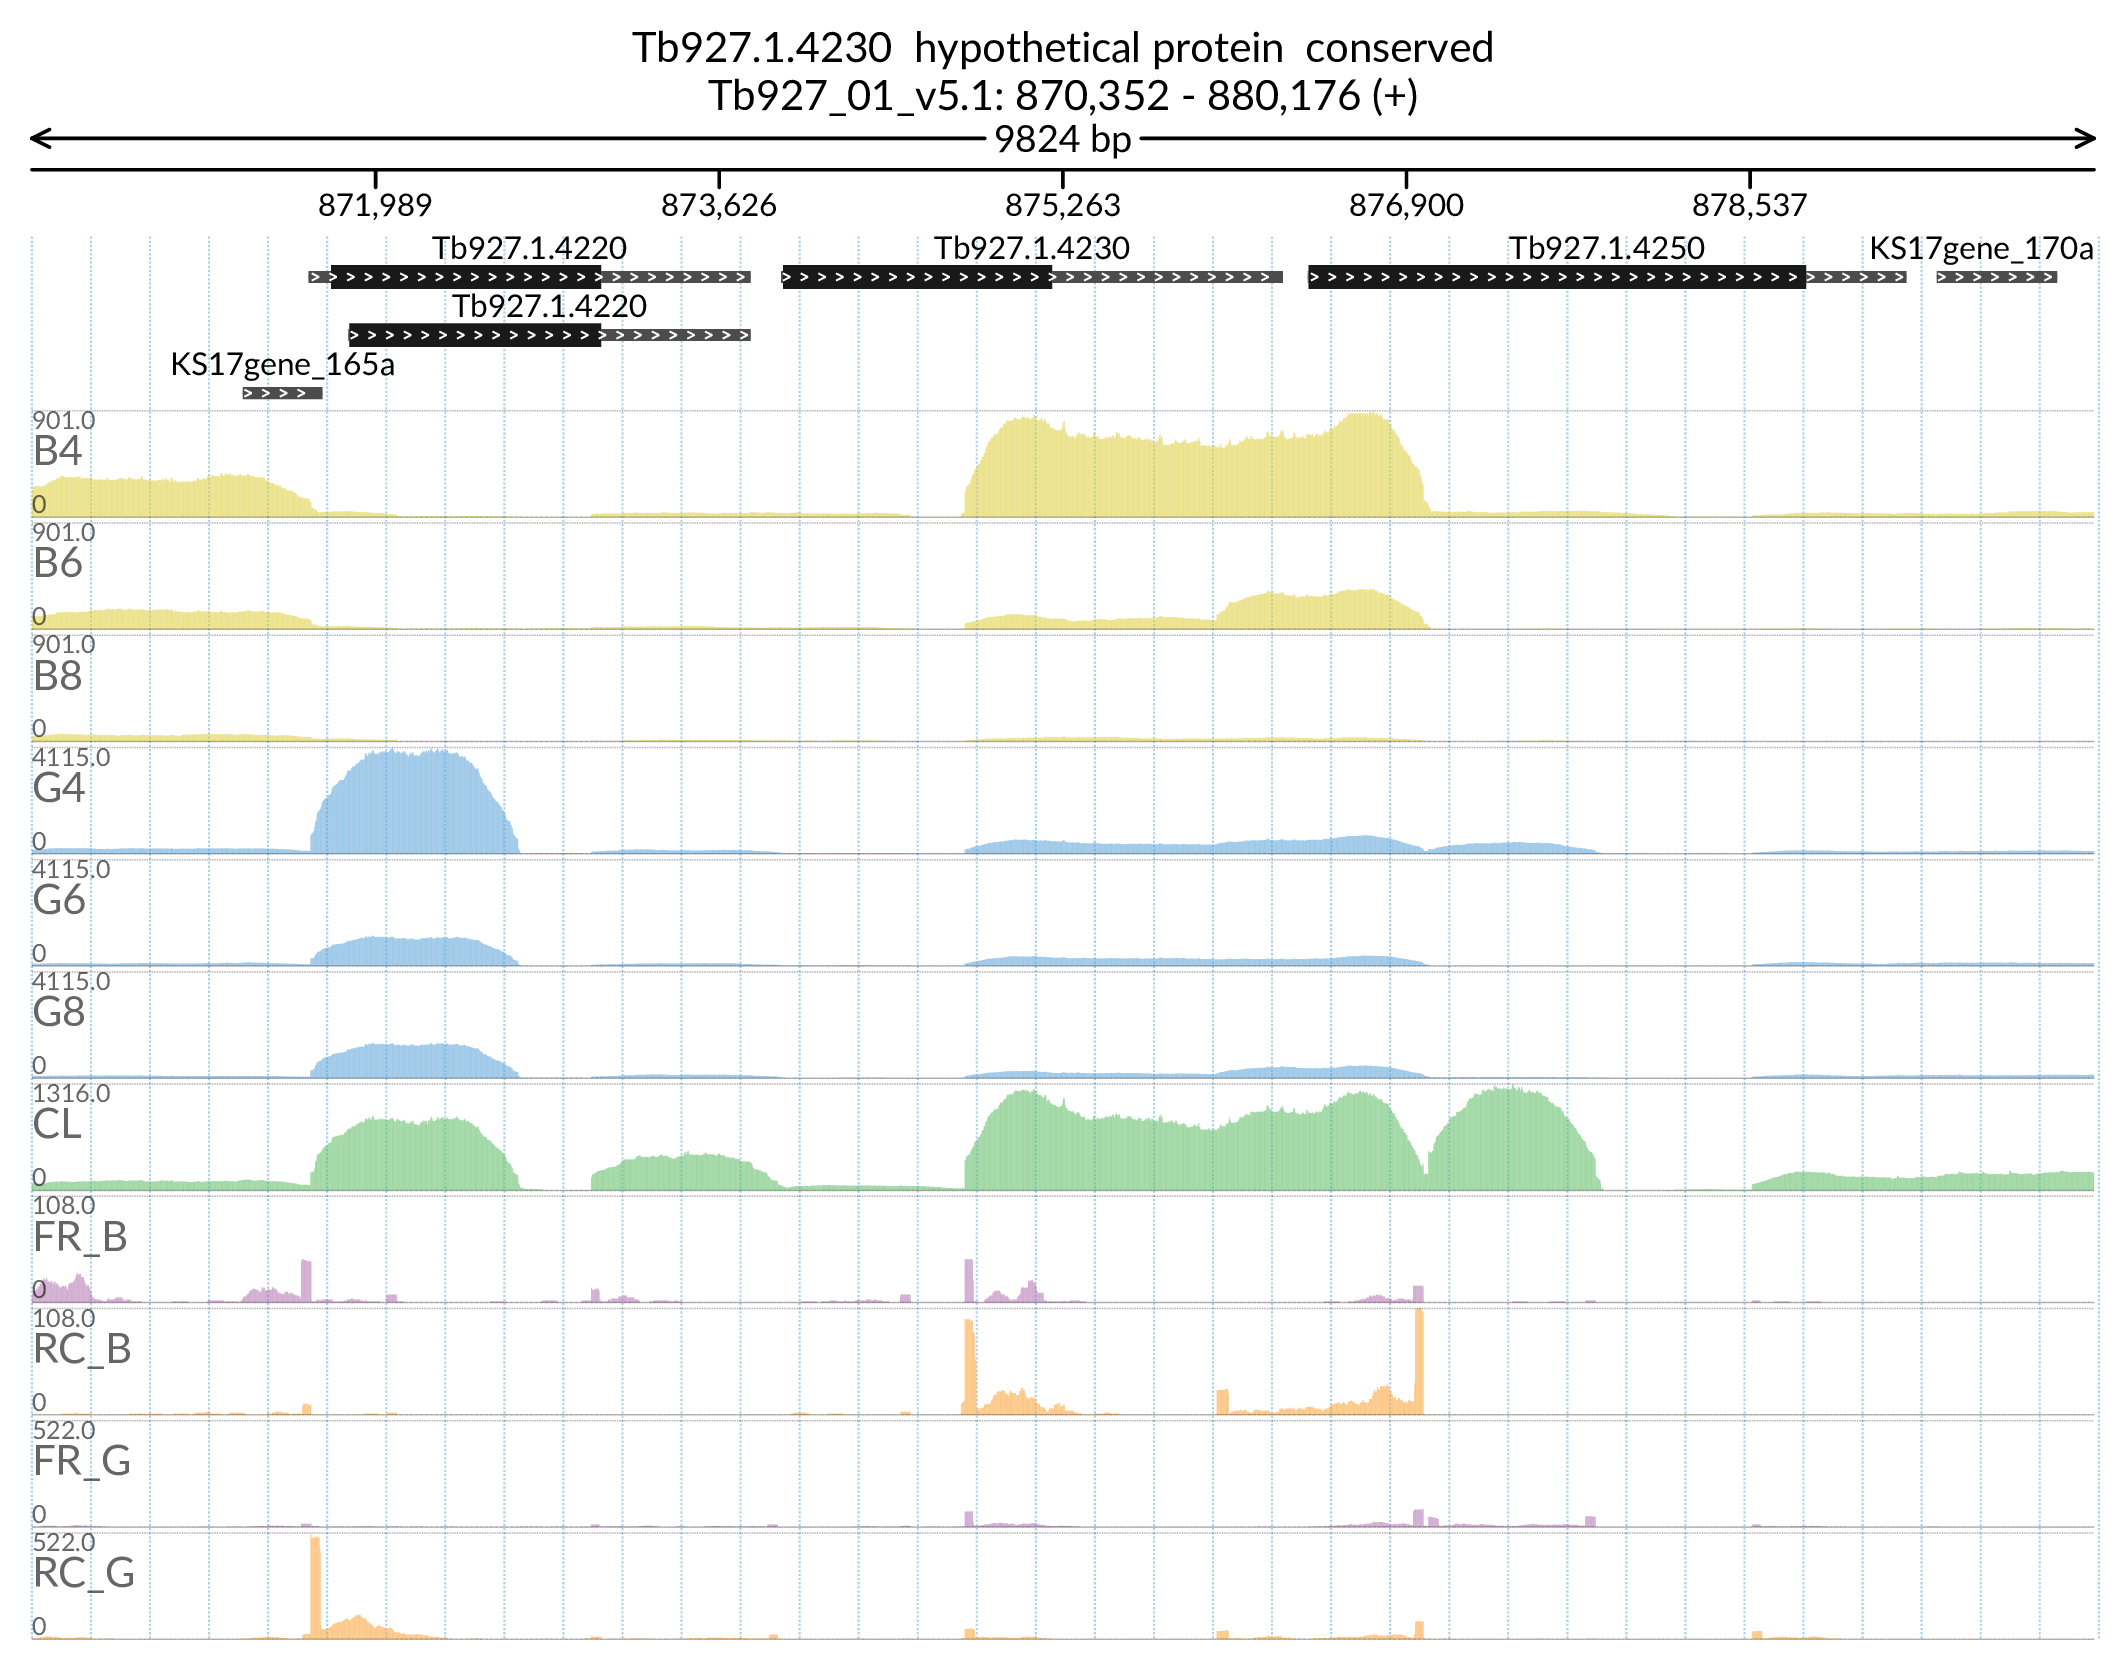 Tb927.1.4230  hypothetical protein  conserved
Tb927_01_v5.1: 870,352 - 880,176 (+)
9824 bp
871,989 873,626 875,263 876,900 878,537
Tb927.1.4220 Tb927.1.4230 Tb927.1.4250 KS17gene_170a
Tb927.1.4220
KS17gene_165a
901.0
B4
0
901.0
B6
0
901.0
B8
0
4115.0
G4
0
4115.0
G6
0
4115.0
G8
0
1316.0
CL
0
108.0
FR_B
0
108.0
RC_B
0
522.0
FR_G
0
522.0
RC_G
0